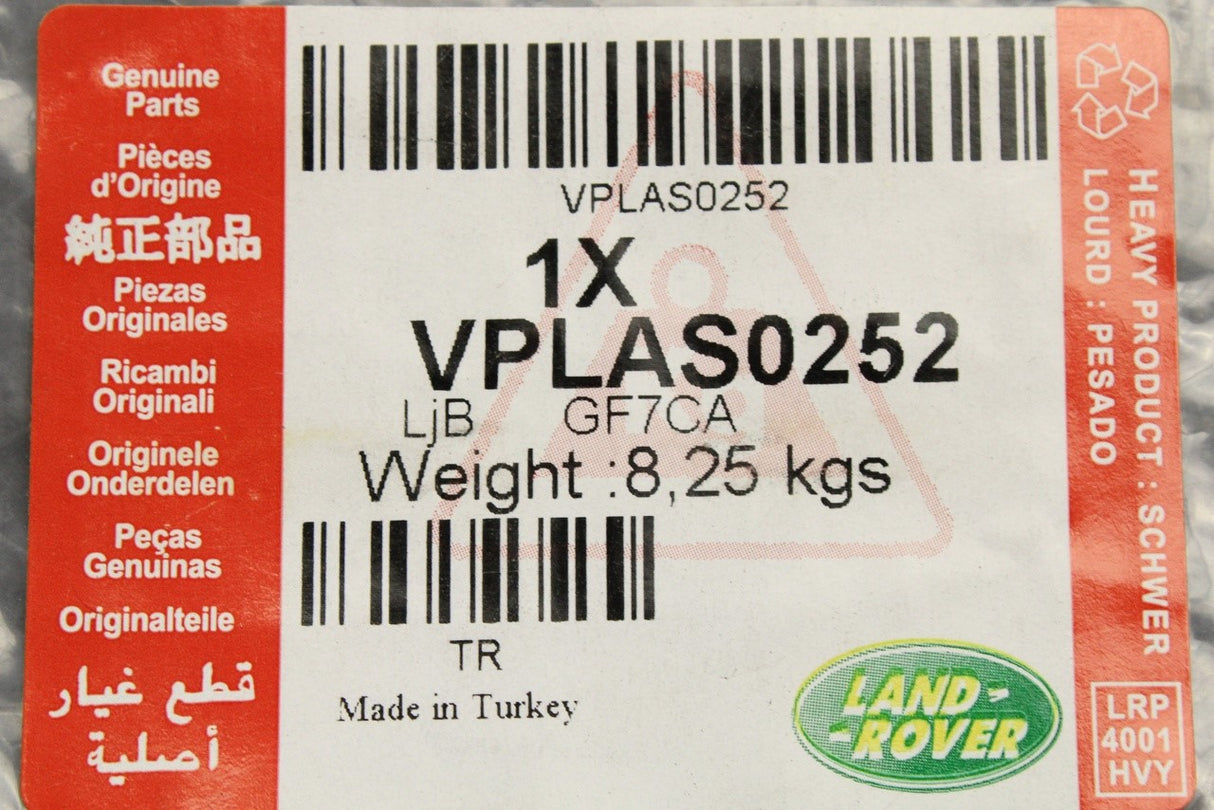 Genuine
Parts
Pièces
d'Origine
純正部品
Piezas
Originales
Ricambi
Originali
Originele
Onderdelen
Peças
Genuinas
Originalteile
قطع غيار
أصلية
VPLAS0252
1X
VPLAS0252
LjB GF7CA
Weight :8,25 kgs
TR
Made in Turkey
LAND-
-ROVER
HEAVY PRODUCT : SCHWER
LOURD : PESADO
LRP
4001
HVY